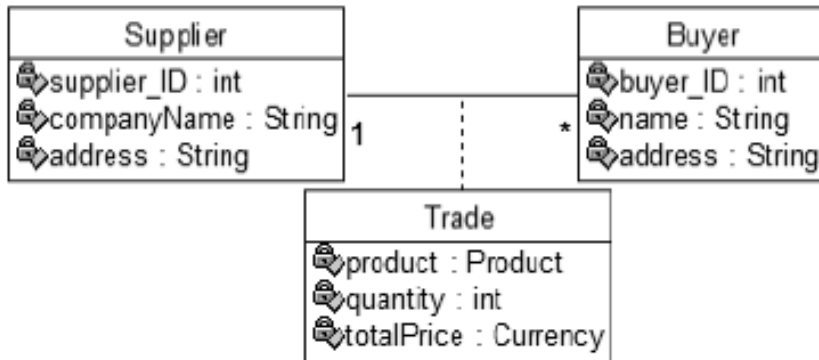 Supplier
supplier_ID : int
companyName : String
address : String
1
*
Buyer
buyer_ID : int
name : String
address : String
Trade
product : Product
quantity : int
totalPrice : Currency